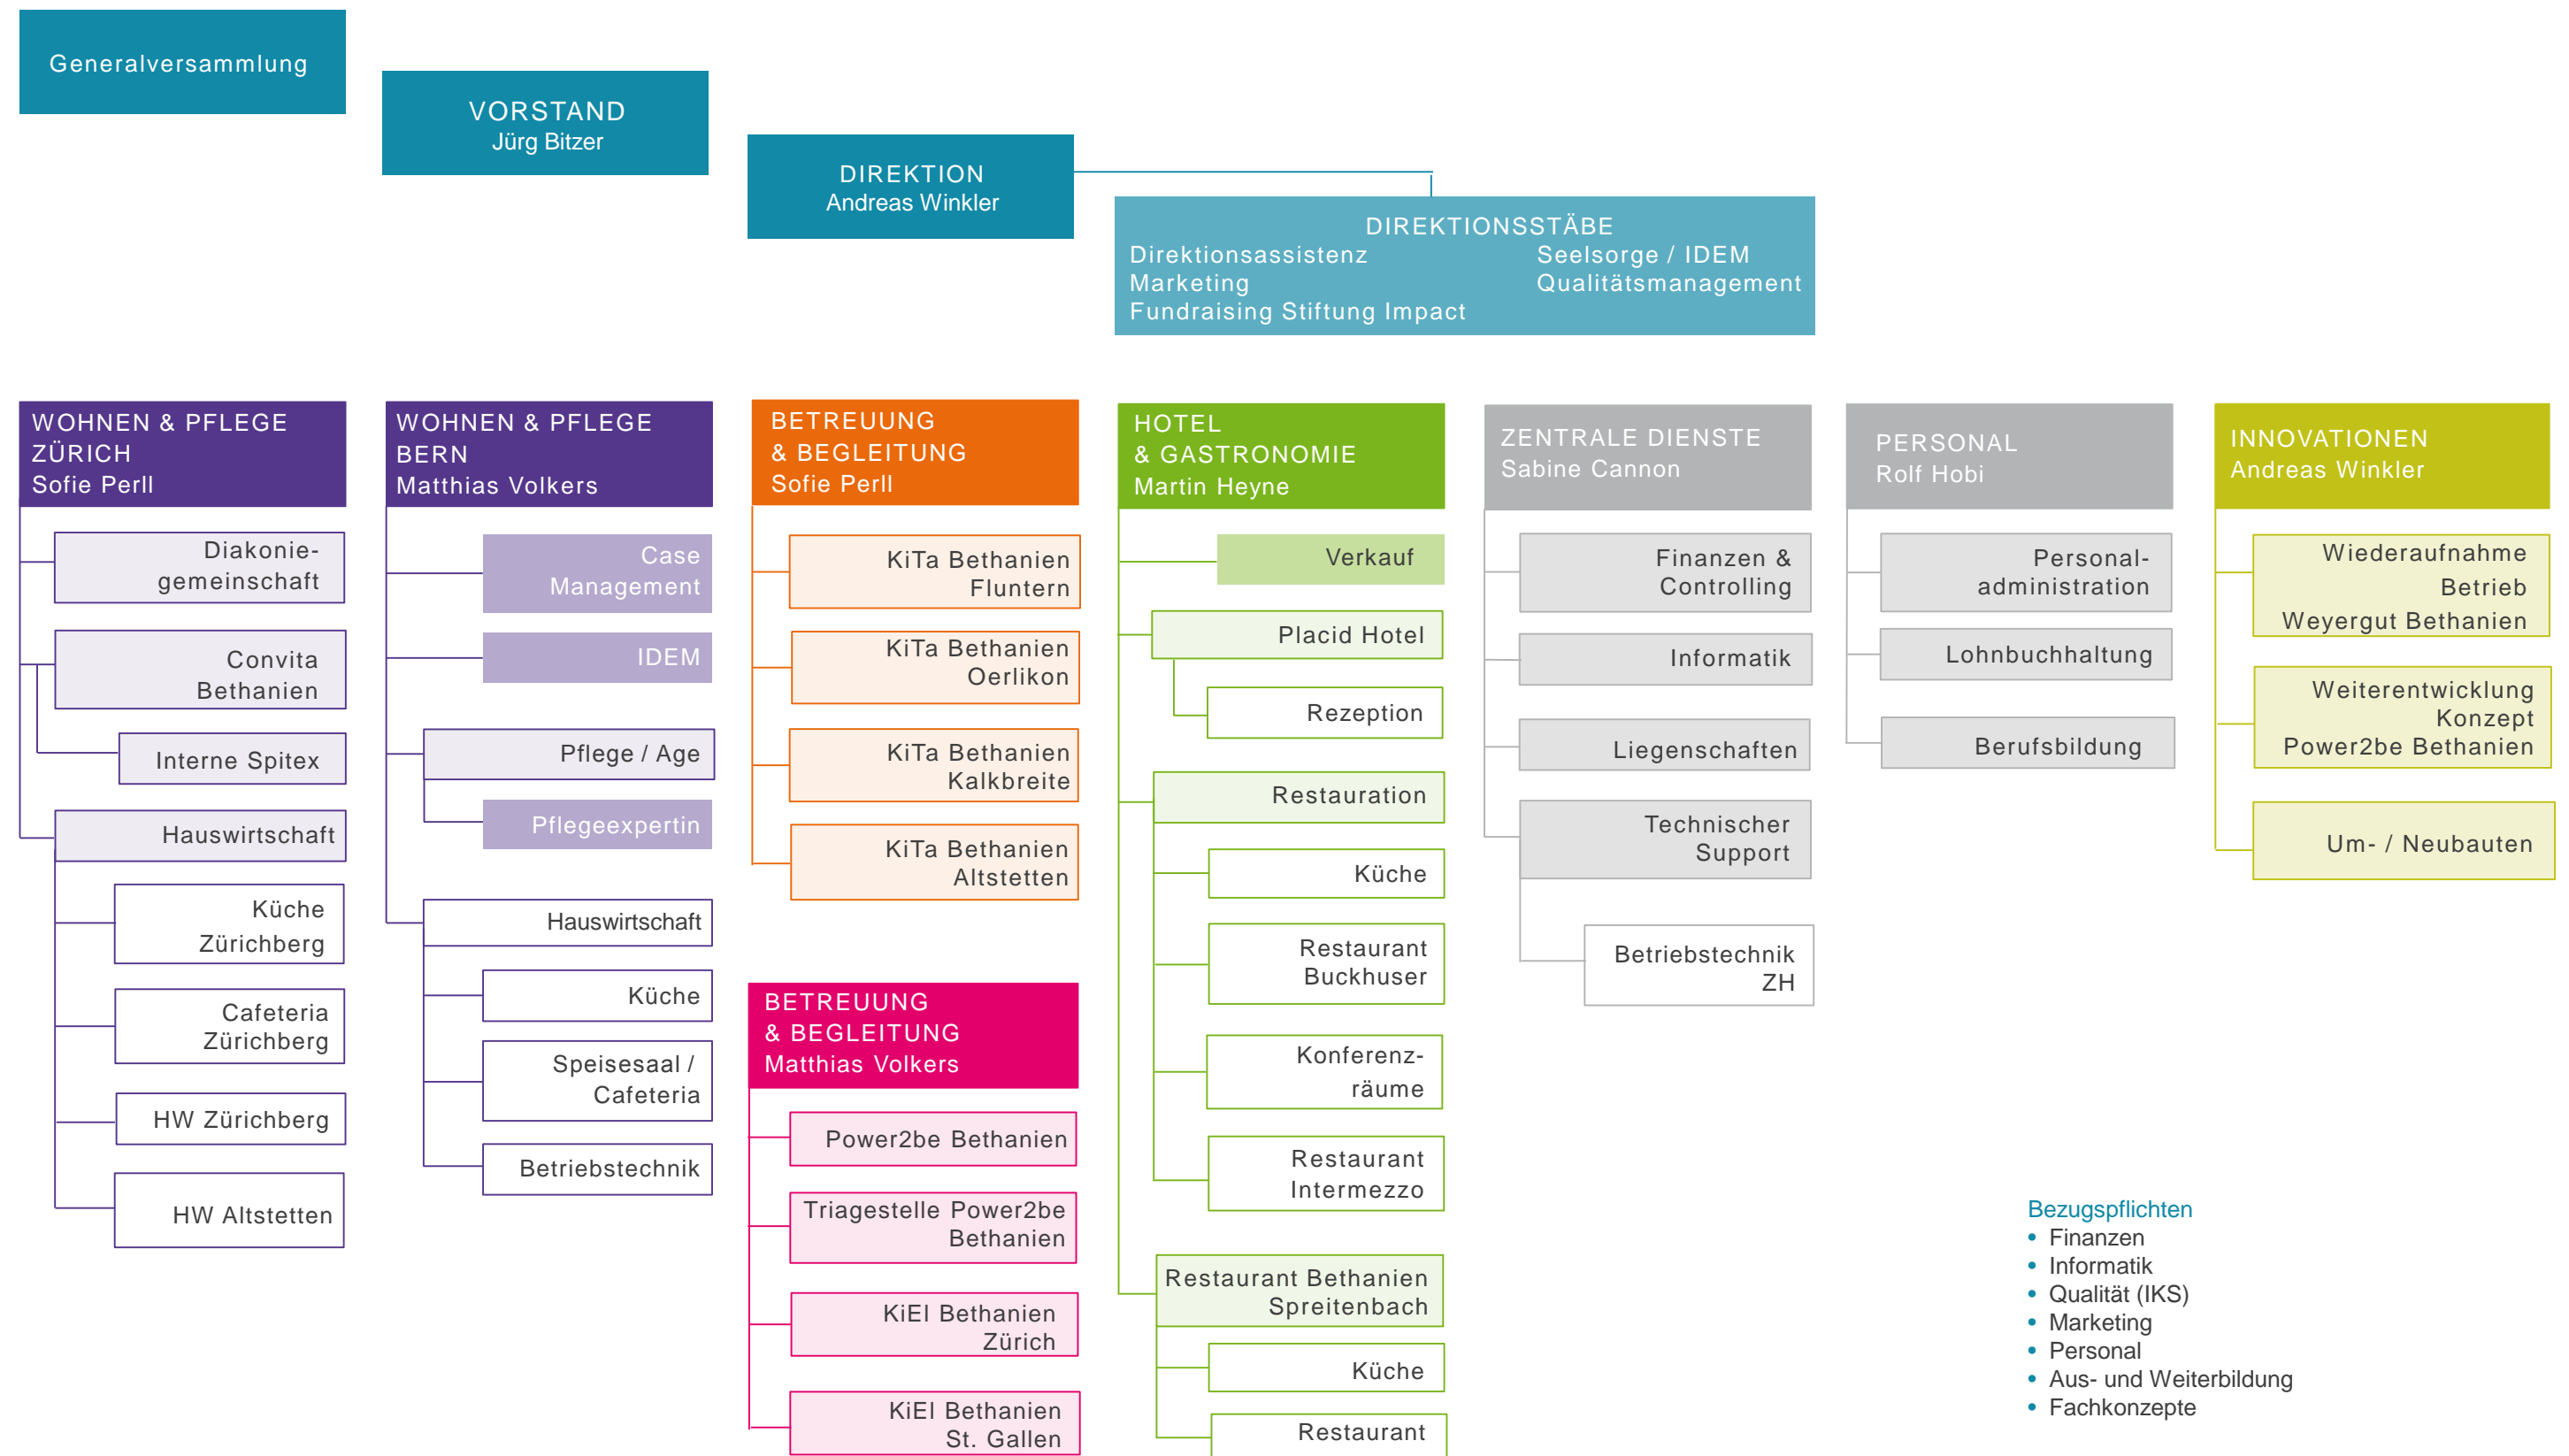 Generalversammlung
VORSTAND
Jürg Bitzer
DIREKTION
Andreas Winkler
DIREKTIONSSTÄBE
Direktionsassistenz
Marketing
Fundraising Stiftung Impact
Seelsorge / IDEM
Qualitätsmanagement
WOHNEN & PFLEGE
ZÜRICH
Sofie Perll
Diakonie-
gemeinschaft
Convita
Bethanien
Interne Spitex
Hauswirtschaft
Küche
Zürichberg
Cafeteria
Zürichberg
HW Zürichberg
HW Altstetten
WOHNEN & PFLEGE
BERN
Matthias Volkers
Case
Management
IDEM
Pflege / Age
Pflegeexpertin
Hauswirtschaft
Küche
Speisesaal /
Cafeteria
Betriebstechnik
BETREUUNG
& BEGLEITUNG
Sofie Perll
KiTa Bethanien
Fluntern
KiTa Bethanien
Oerlikon
KiTa Bethanien
Kalkbreite
KiTa Bethanien
Altstetten
BETREUUNG
& BEGLEITUNG
Matthias Volkers
Power2be Bethanien
Triagestelle Power2be
Bethanien
KiEl Bethanien
Zürich
KiEl Bethanien
St. Gallen
HOTEL
& GASTRONOMIE
Martin Heyne
Verkauf
Placid Hotel
Rezeption
Restauration
Küche
Restaurant
Buckhuser
Konferenz-
räume
Restaurant
Intermezzo
Restaurant Bethanien
Spreitenbach
Küche
Restaurant
ZENTRALE DIENSTE
Sabine Cannon
Finanzen &
Controlling
Informatik
Liegenschaften
Technischer
Support
Betriebstechnik
ZH
PERSONAL
Rolf Hobi
Personal-
administration
Lohnbuchhaltung
Berufsbildung
INNOVATIONEN
Andreas Winkler
Wiederaufnahme
Betrieb
Weyergut Bethanien
Weiterentwicklung
Konzept
Power2be Bethanien
Um- / Neubauten
Bezugspflichten
• Finanzen
• Informatik
• Qualität (IKS)
• Marketing
• Personal
• Aus- und Weiterbildung
• Fachkonzepte